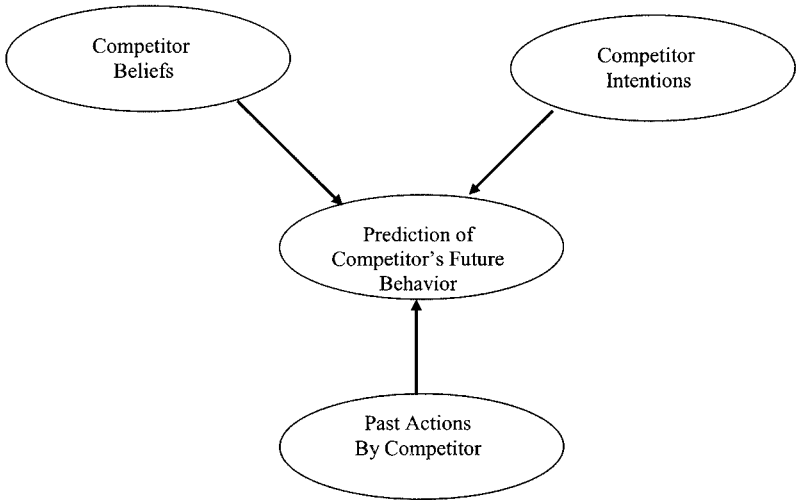 Competitor
Beliefs
Competitor
Intentions
Prediction of
Competitor's Future
Behavior
Past Actions
By Competitor